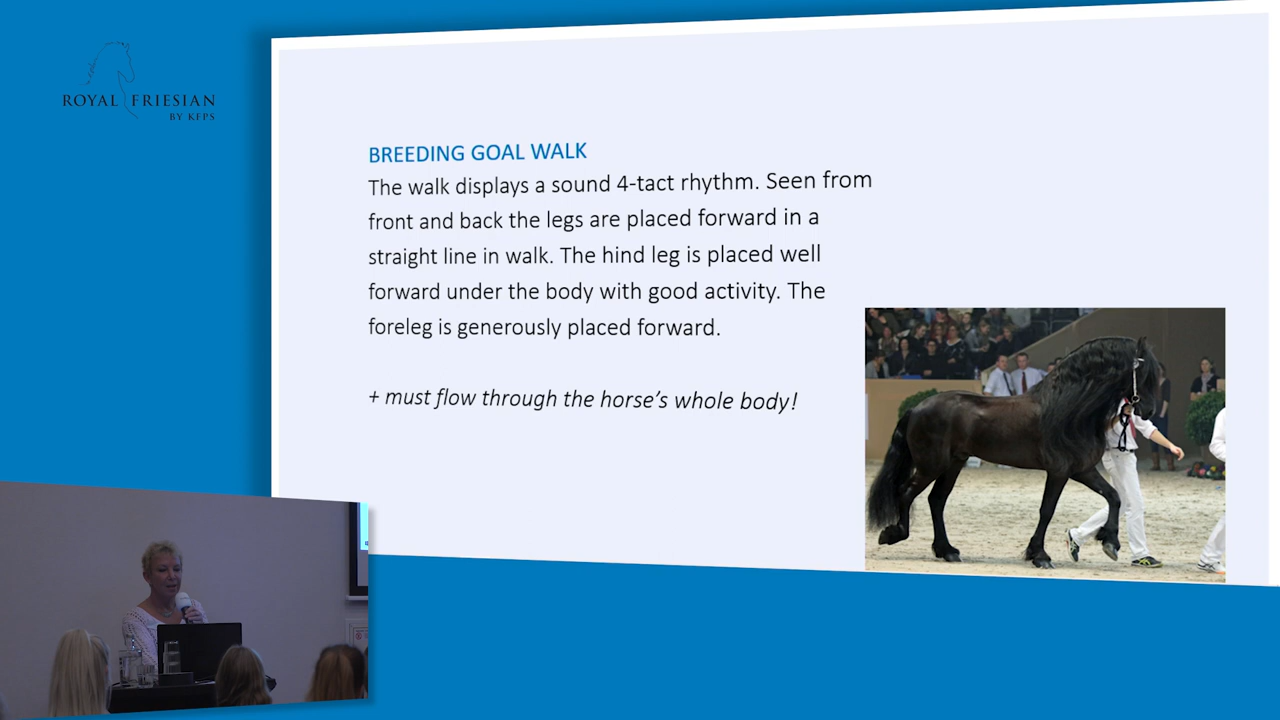 ROYAL FRIESIAN
BY KFPS
BREEDING GOAL WALK
The walk displays a sound 4-tact rhythm. Seen from
front and back the legs are placed forward in a
straight line in walk. The hind leg is placed well
forward under the body with good activity. The
foreleg is generously placed forward.
+ must flow through the horse's whole body!